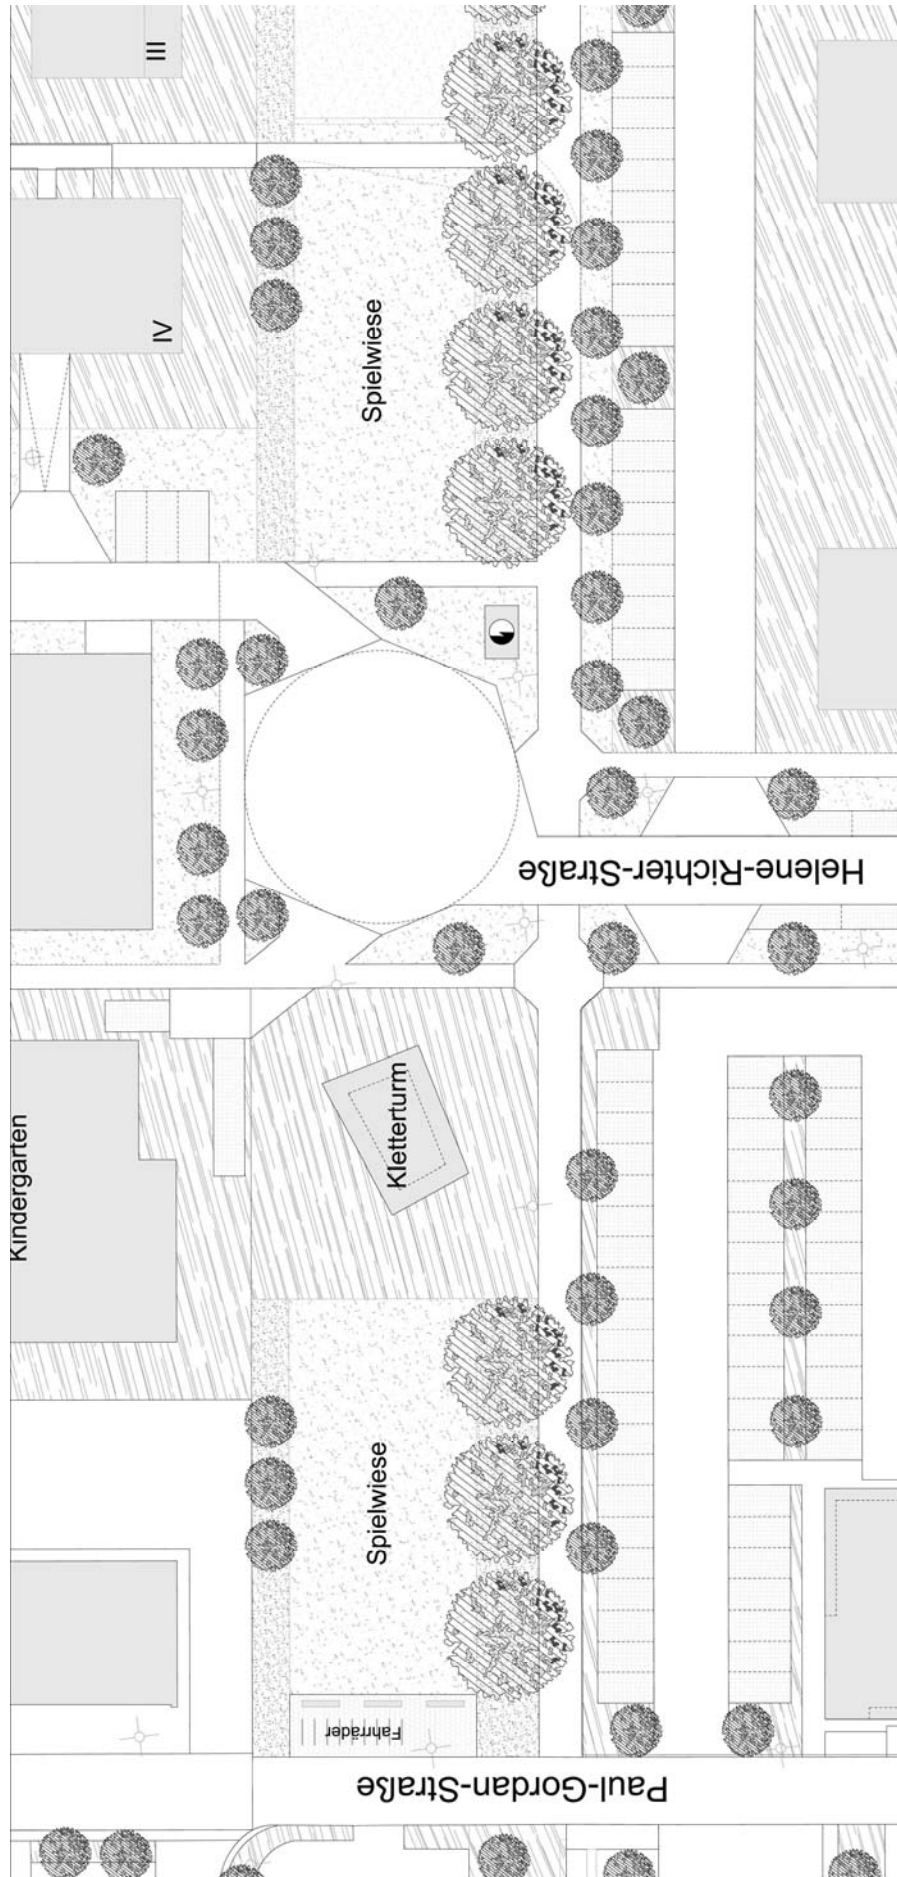 III
IV
Spielwiese
Helene-Richter-Straße
Kletterturm
Kindergarten
Spielwiese
Fahrräder
Paul-Gordan-Straße